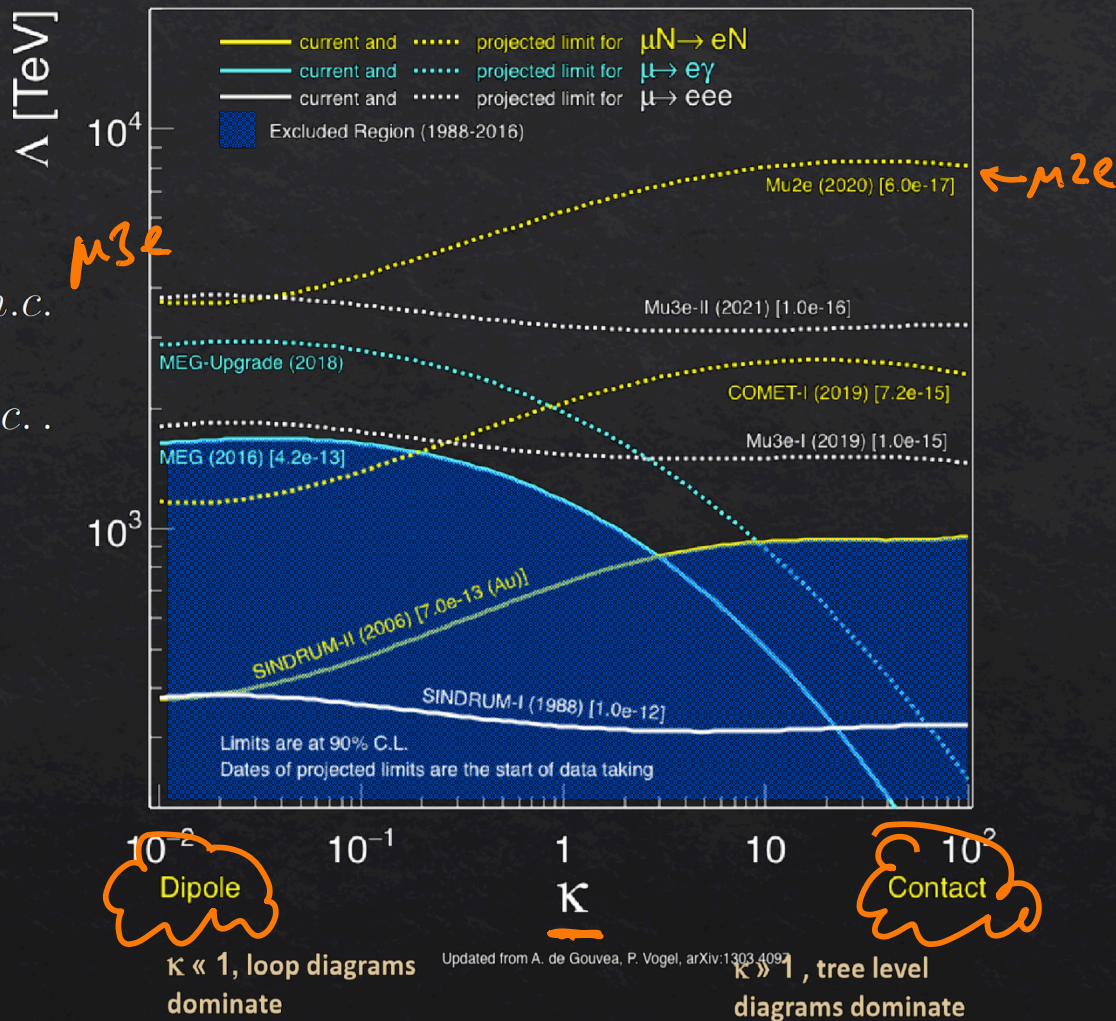 Λ [TeV]
current and projected limit for μN→ eN
current and projected limit for μ→ eγ
current and projected limit for μ→ eee
Excluded Region (1988-2016)
10⁴
Mu2e (2020) [6.0e-17]
←μ2e
μ3e
h.c.
Mu3e-II (2021) [1.0e-16]
MEG-Upgrade (2018)
COMET-I (2019) [7.2e-15]
c. .
Mu3e-I (2019) [1.0e-15]
MEG (2016) [4.2e-13]
10³
SINDRUM-II (2006) [7.0e-13 (Au)]
SINDRUM-I (1988) [1.0e-12]
Limits are at 90% C.L.
Dates of projected limits are the start of data taking
10⁻² 10⁻¹ 1 10 10²
Dipole κ Contact
Updated from A. de Gouvea, P. Vogel, arXiv:1303.4097
κ « 1, loop diagrams
dominate
κ » 1 , tree level
diagrams dominate